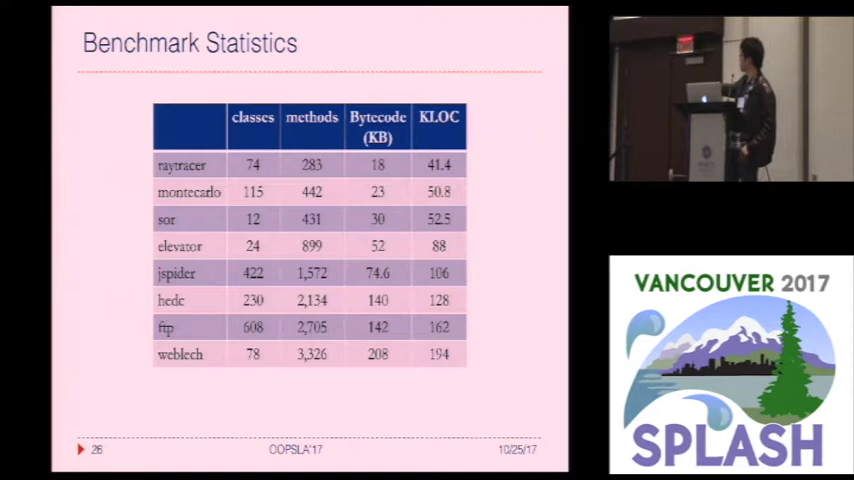 Benchmark Statistics
classes methods Bytecode (KB) KLOC
raytracer 74 283 18 41.4
montecarlo 115 442 23 50.8
sor 12 431 30 52.5
elevator 24 899 52 88
jspider 422 1,572 74.6 106
hedc 230 2,134 140 128
ftp 608 2,705 142 162
weblech 78 3,326 208 194
26 OOPSLA'17 10/25/17
VANCOUVER 2017
SPLASH